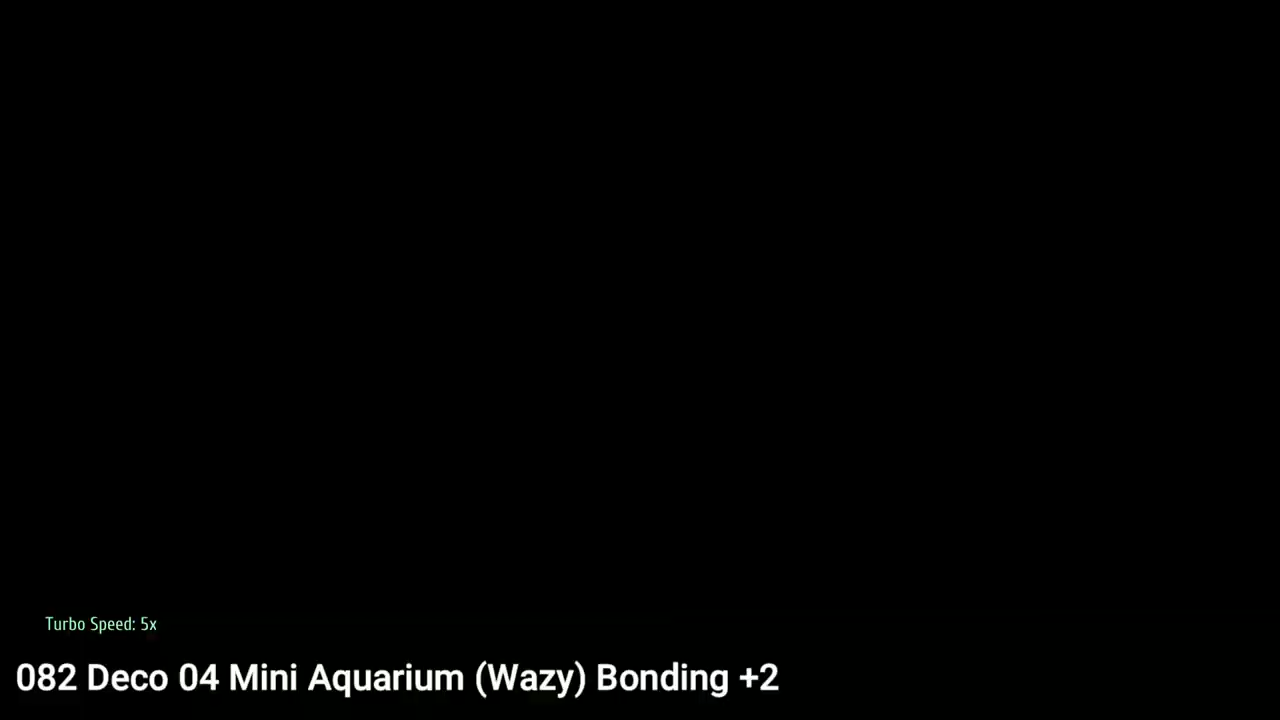 Turbo Speed: 5x
082 Deco 04 Mini Aquarium (Wazy) Bonding +2